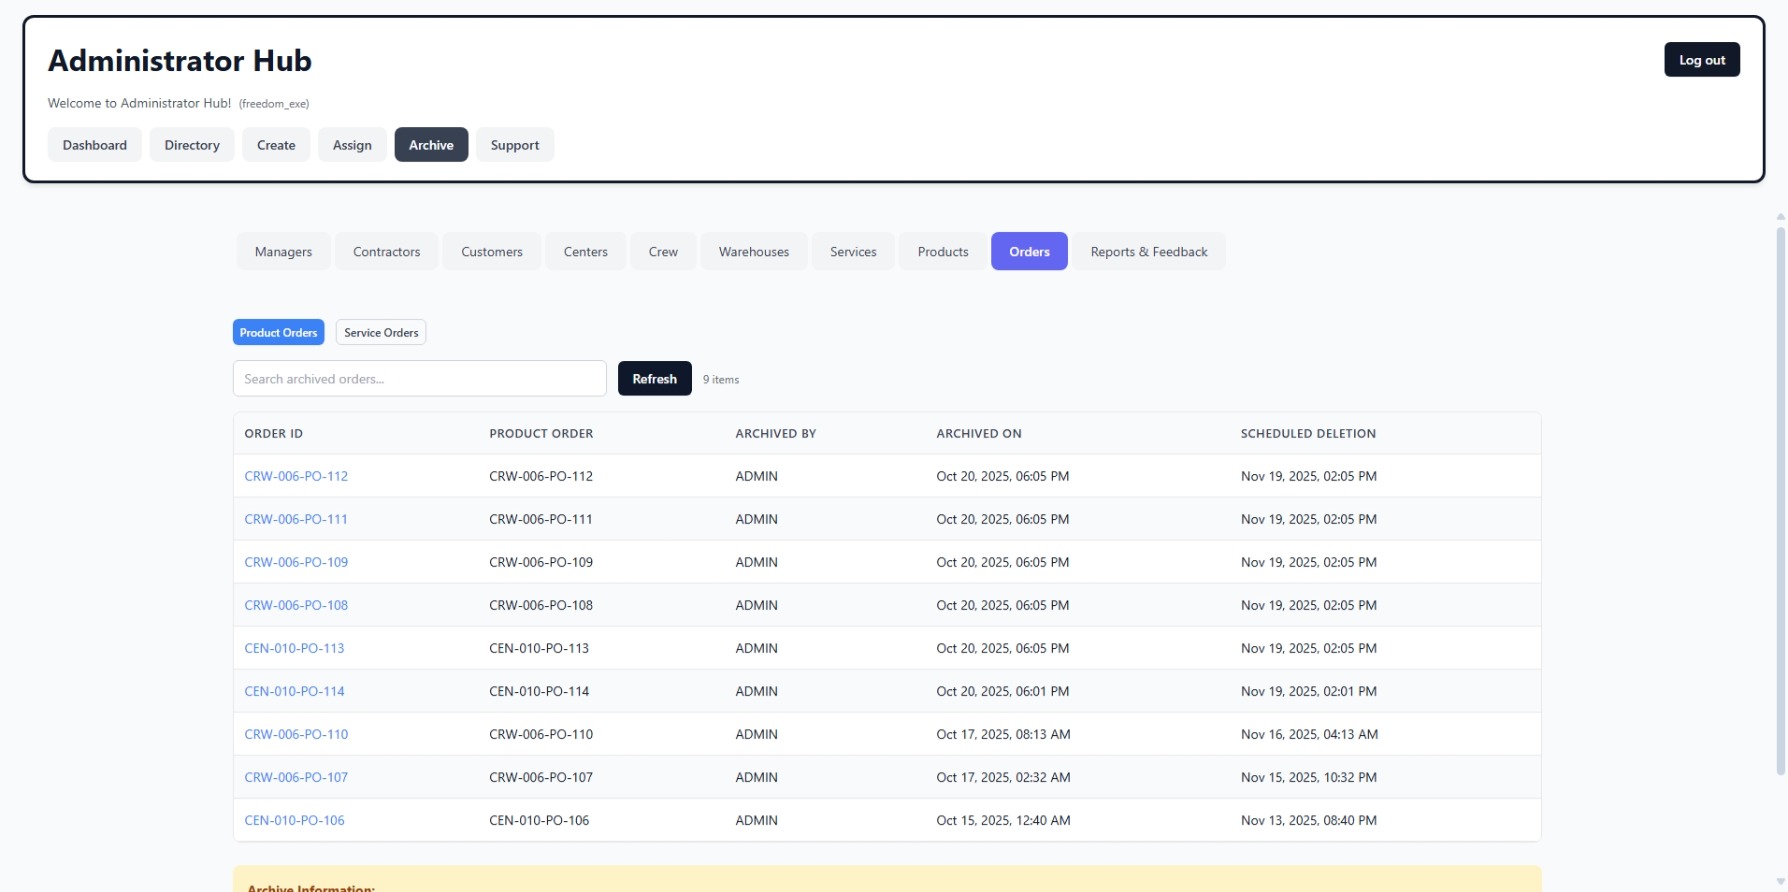 Administrator Hub
Log out
Welcome to Administrator Hub! (freedom_exe)
Dashboard Directory Create Assign Archive Support
Managers Contractors Customers Centers Crew Warehouses Services Products Orders Reports & Feedback
Product Orders Service Orders
Search archived orders... Refresh 9 items
ORDER ID PRODUCT ORDER ARCHIVED BY ARCHIVED ON SCHEDULED DELETION
CRW-006-PO-112 CRW-006-PO-112 ADMIN Oct 20, 2025, 06:05 PM Nov 19, 2025, 02:05 PM
CRW-006-PO-111 CRW-006-PO-111 ADMIN Oct 20, 2025, 06:05 PM Nov 19, 2025, 02:05 PM
CRW-006-PO-109 CRW-006-PO-109 ADMIN Oct 20, 2025, 06:05 PM Nov 19, 2025, 02:05 PM
CRW-006-PO-108 CRW-006-PO-108 ADMIN Oct 20, 2025, 06:05 PM Nov 19, 2025, 02:05 PM
CEN-010-PO-113 CEN-010-PO-113 ADMIN Oct 20, 2025, 06:05 PM Nov 19, 2025, 02:05 PM
CEN-010-PO-114 CEN-010-PO-114 ADMIN Oct 20, 2025, 06:01 PM Nov 19, 2025, 02:01 PM
CRW-006-PO-110 CRW-006-PO-110 ADMIN Oct 17, 2025, 08:13 AM Nov 16, 2025, 04:13 AM
CRW-006-PO-107 CRW-006-PO-107 ADMIN Oct 17, 2025, 02:32 AM Nov 15, 2025, 10:32 PM
CEN-010-PO-106 CEN-010-PO-106 ADMIN Oct 15, 2025, 12:40 AM Nov 13, 2025, 08:40 PM
Archive Information: